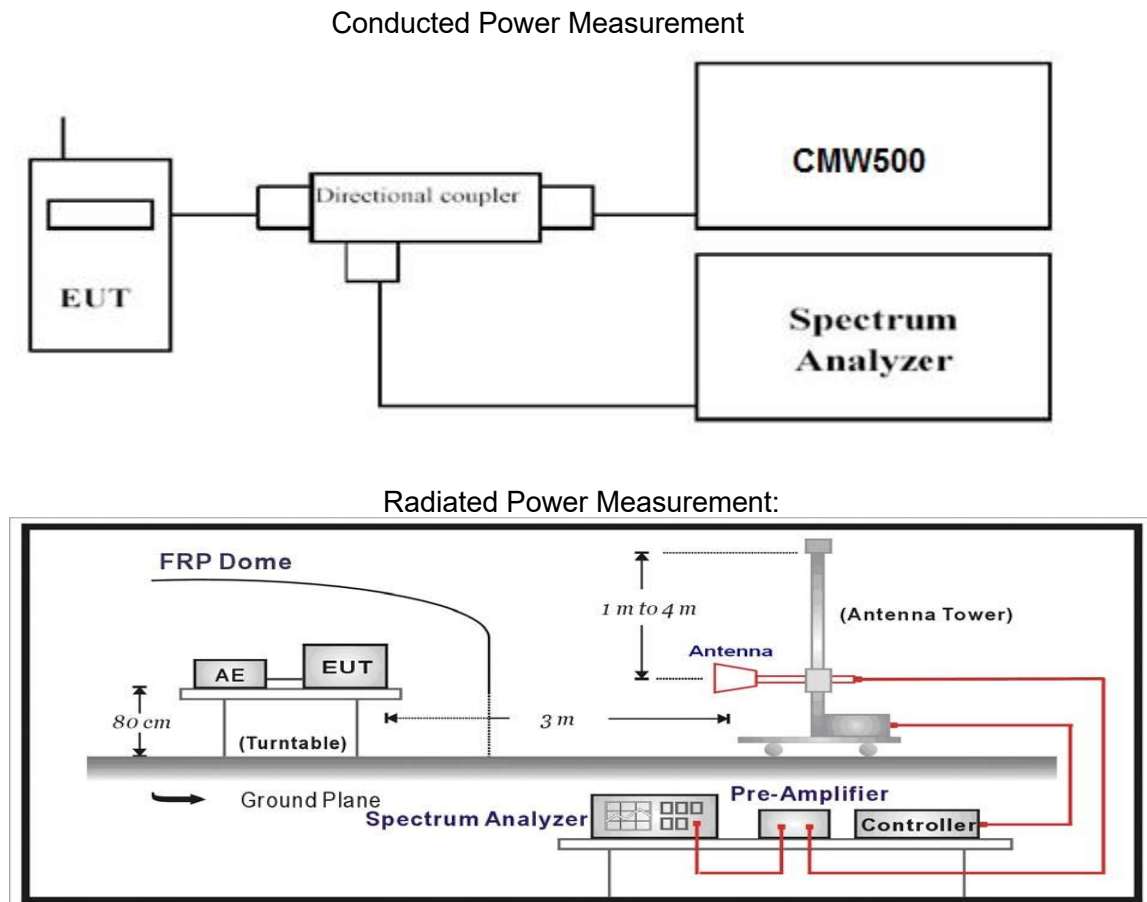 Conducted Power Measurement
CMW500
Directional coupler
EUT
Spectrum
Analyzer
Radiated Power Measurement:
FRP Dome
1 m to 4 m
(Antenna Tower)
Antenna
AE
EUT
80 cm
3 m
(Turntable)
Ground Plane
Pre-Amplifier
Spectrum Analyzer
Controller